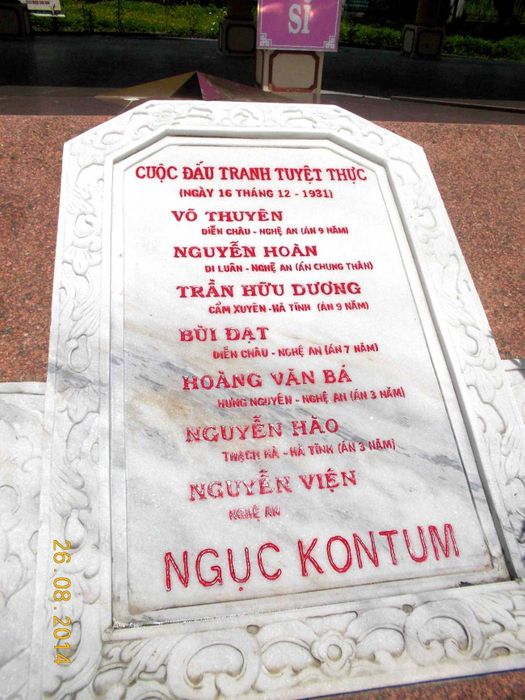 SĨ
CUỘC ĐẤU TRANH TUYỆT THỰC
(NGÀY 16 THÁNG 12 - 1931)
VÕ THUYÊN
DIỄN CHÂU - NGHỆ AN (ÁN 9 NĂM)
NGUYỄN HOÀN
DI LUÂN - NGHỆ AN (ÁN CHUNG THÂN)
TRẦN HỮU DƯƠNG
CẨM XUYÊN - HÀ TĨNH (ÁN 9 NĂM)
BÙI ĐẠT
DIỄN CHÂU - NGHỆ AN (ÁN 7 NĂM)
HOÀNG VĂN BÁ
HƯNG NGUYÊN - NGHỆ AN (ÁN 3 NĂM)
NGUYỄN HÃO
THẠCH HÀ - HÀ TĨNH (ÁN 3 NĂM)
NGUYỄN VIỆN
NGHỆ AN
NGỤC KONTUM
26.08.2014